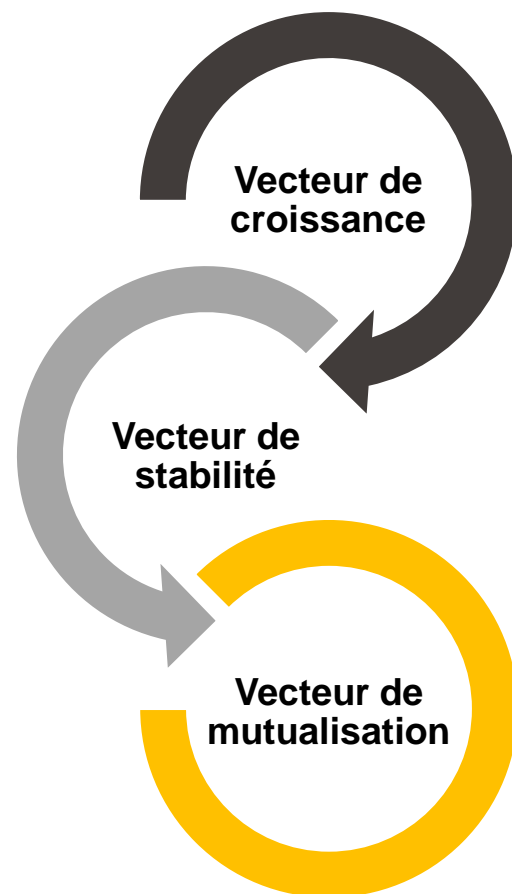 Vecteur de
croissance
Vecteur de
stabilité
Vecteur de
mutualisation